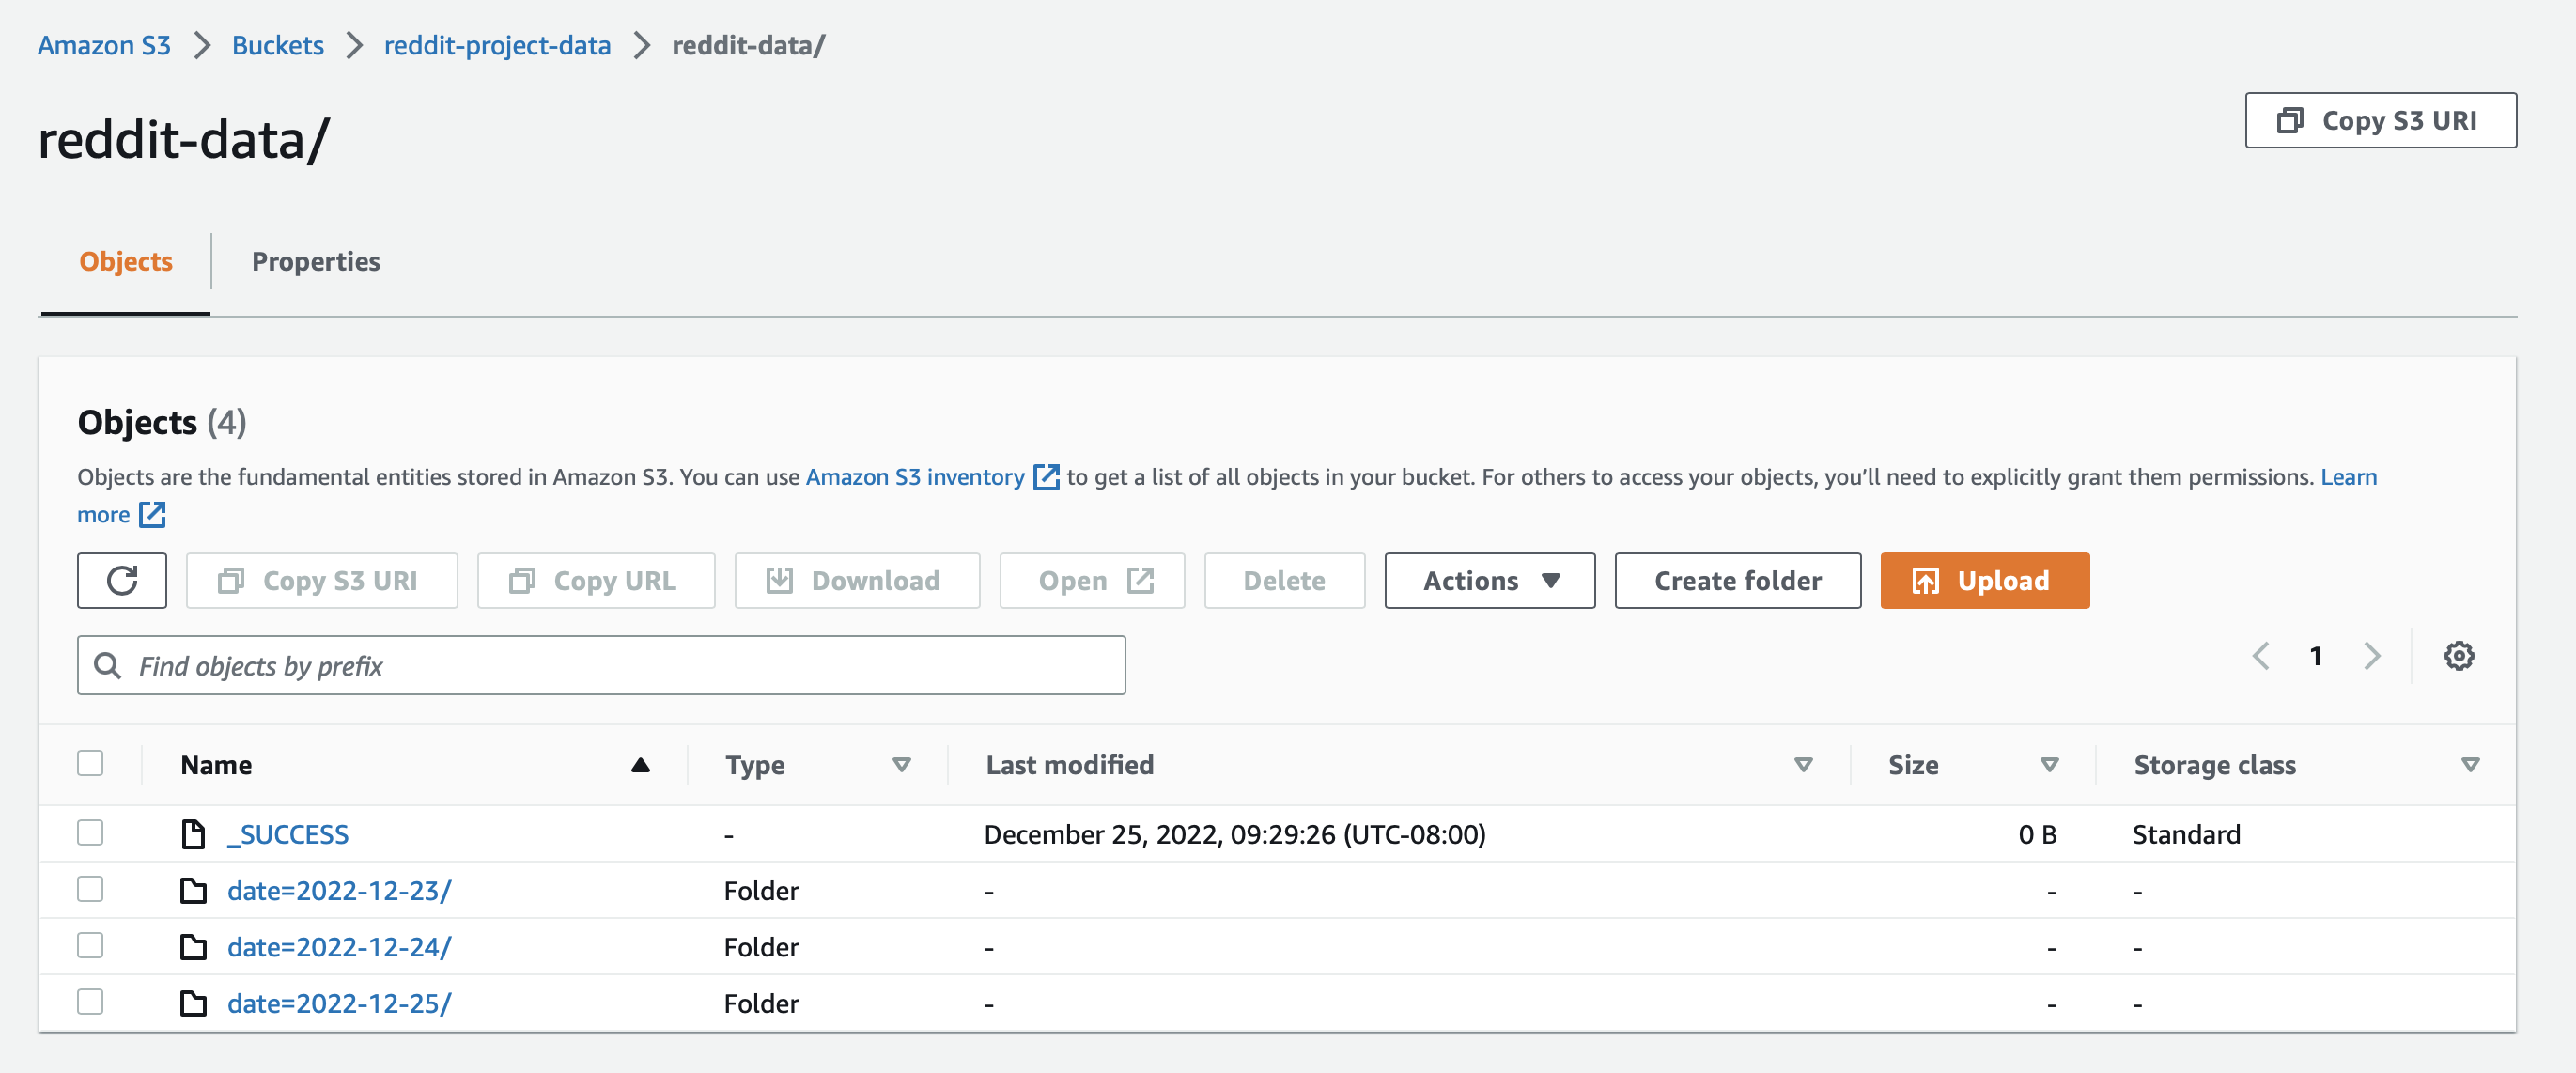 Amazon S3 > Buckets > reddit-project-data > reddit-data/
reddit-data/
Copy S3 URI
Objects Properties
Objects (4)
Objects are the fundamental entities stored in Amazon S3. You can use Amazon S3 inventory to get a list of all objects in your bucket. For others to access your objects, you’ll need to explicitly grant them permissions. Learn
more
Copy S3 URI Copy URL Download Open Delete Actions Create folder Upload
Find objects by prefix 1
Name Type Last modified Size Storage class
_SUCCESS - December 25, 2022, 09:29:26 (UTC-08:00) 0 B Standard
date=2022-12-23/ Folder - - -
date=2022-12-24/ Folder - - -
date=2022-12-25/ Folder - - -